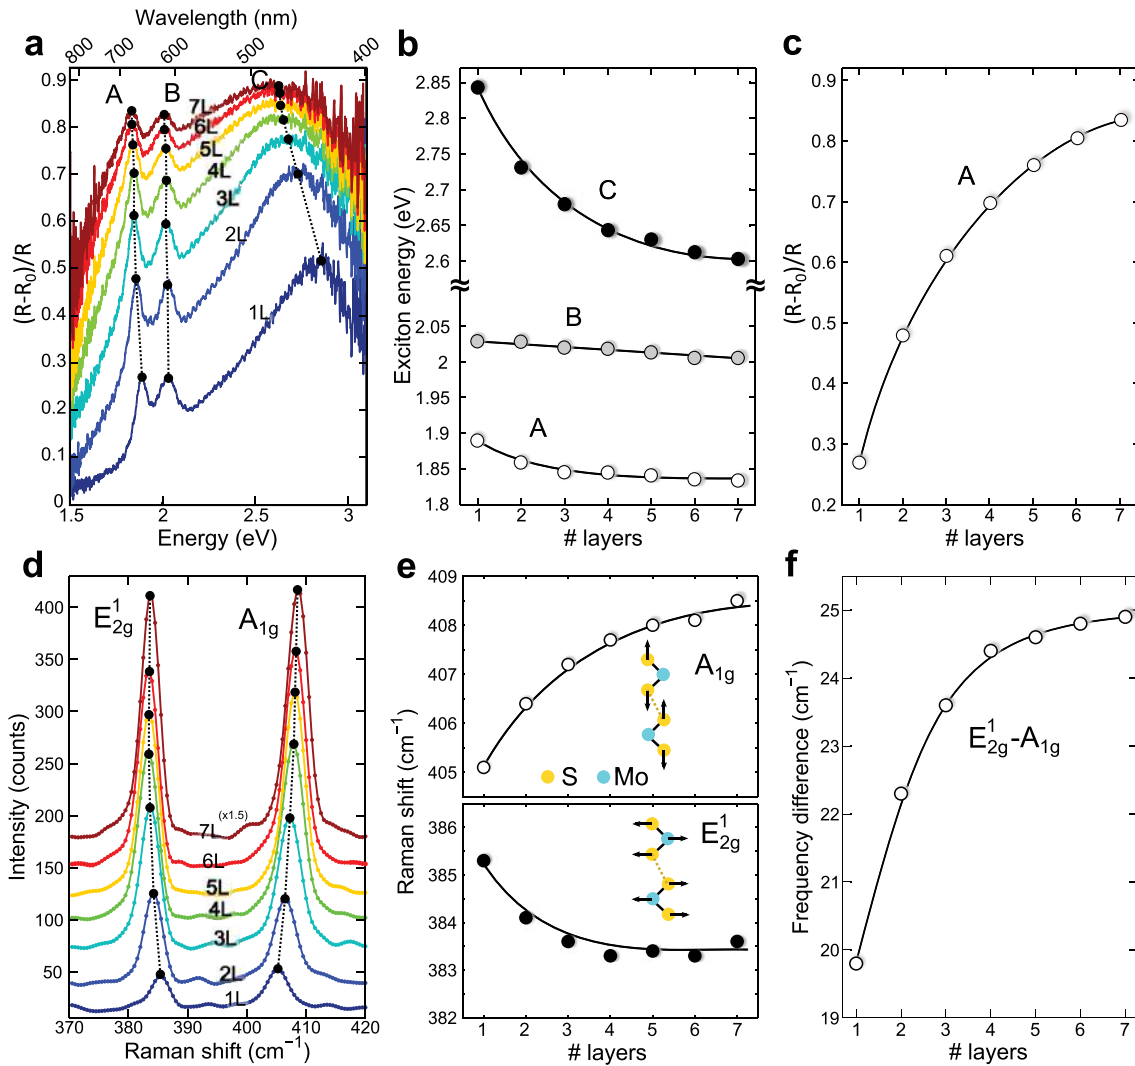 a
Wavelength (nm)
800 700 600 500 400
(R-R0)/R
0.9
0.8
0.7
0.6
0.5
0.4
0.3
0.2
0.1
0
A B C
7L
6L
5L
4L
3L
2L
1L
1.5 2 2.5 3
Energy (eV)
b
Exciton energy (eV)
2.85
2.8
2.75
2.7
2.65
2.6
2.05
2
1.95
1.9
1.85
1.8
C
B
A
1 2 3 4 5 6 7
# layers
c
(R-R0)/R
0.9
0.8
0.7
0.6
0.5
0.4
0.3
0.2
A
1 2 3 4 5 6 7
# layers
d
Intensity (counts)
400
350
300
250
200
150
100
50
E¹2g A1g
7L (x1.5)
6L
5L
4L
3L
2L
1L
370 380 390 400 410 420
Raman shift (cm⁻¹)
e
Raman shift (cm⁻¹)
409
408
407
406
405
A1g
S Mo
386
385
384
383
382
E¹2g
1 2 3 4 5 6 7
# layers
f
Frequency difference (cm⁻¹)
25
24
23
22
21
20
19
E¹2g-A1g
1 2 3 4 5 6 7
# layers